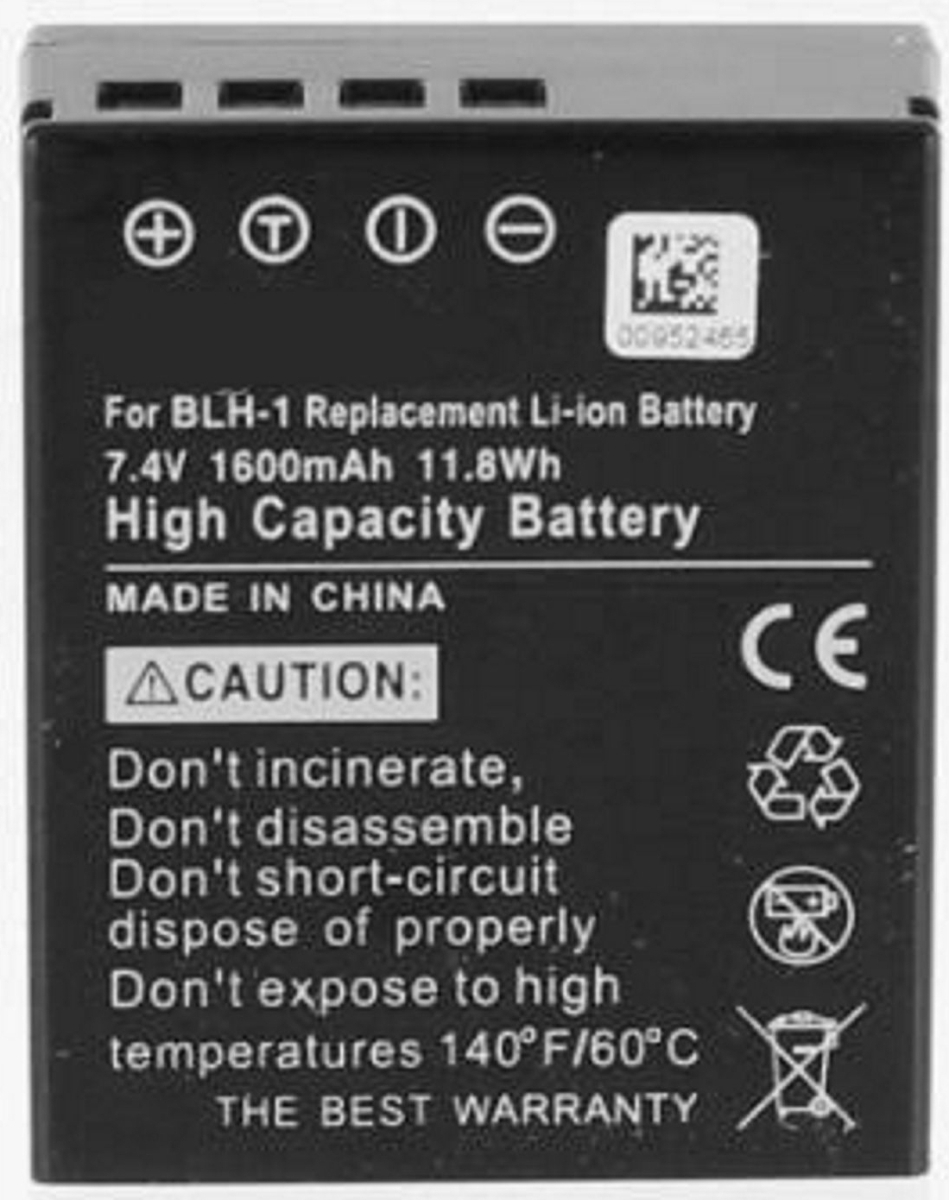 + T I −
00952465
For BLH-1 Replacement Li-ion Battery
7.4V 1600mAh 11.8Wh
High Capacity Battery
MADE IN CHINA
CE
⚠CAUTION:
Don't incinerate,
Don't disassemble
Don't short-circuit
dispose of properly
Don't expose to high
temperatures 140°F/60°C
THE BEST WARRANTY